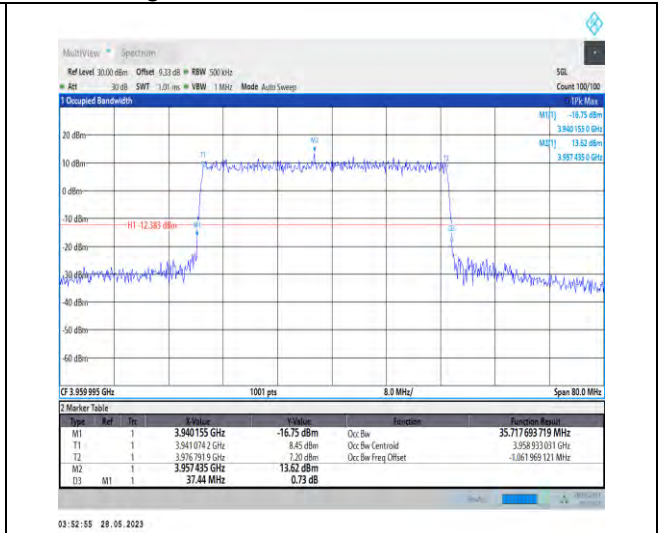 MultiView Spectrum
Ref Level 30.00 dBm Offset 9.33 dB RBW 500 kHz SGL
Att 30 dB SWT 1.01 ms VBW 1 MHz Mode Auto Sweep Count 100/100
1 Occupied Bandwidth 1Pk Max
M1[1] -16.75 dBm
3.940 155 0 GHz
M2[1] 13.62 dBm
3.957 435 0 GHz
20 dBm
M2
T1
T2
10 dBm
0 dBm
-10 dBm
H1 -12.383 dBm
M1
D3
-30 dBm
-40 dBm
-50 dBm
-60 dBm
CF 3.959 995 GHz 1001 pts 8.0 MHz/ Span 80.0 MHz
2 Marker Table
Type Ref Trc X-Value Y-Value Function Function Result
M1 1 3.940 155 GHz -16.75 dBm Occ Bw 35.717 693 719 MHz
T1 1 3.941 074 2 GHz 8.45 dBm Occ Bw Centroid 3.958 933 031 GHz
T2 1 3.976 791 9 GHz 7.20 dBm Occ Bw Freq Offset -1.061 969 121 MHz
M2 1 3.957 435 GHz 13.62 dBm
D3 M1 1 37.44 MHz 0.73 dB
03:52:55 28.05.2023